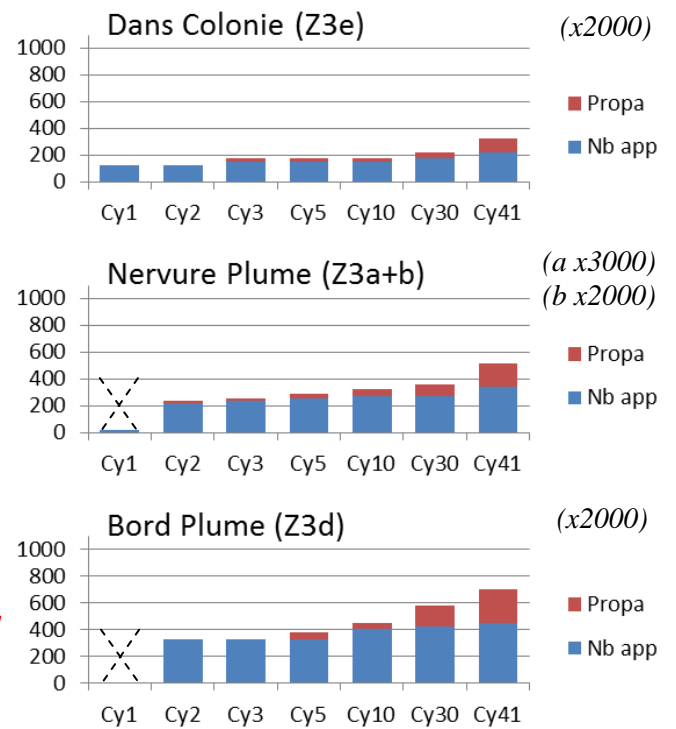 Dans Colonie (Z3e) (x2000)
1000
800
600
400
200
0
Propa
Nb app
Cy1 Cy2 Cy3 Cy5 Cy10 Cy30 Cy41
Nervure Plume (Z3a+b) (a x3000)
(b x2000)
1000
800
600
400
200
0
Propa
Nb app
Cy1 Cy2 Cy3 Cy5 Cy10 Cy30 Cy41
Bord Plume (Z3d) (x2000)
1000
800
600
400
200
0
Propa
Nb app
Cy1 Cy2 Cy3 Cy5 Cy10 Cy30 Cy41